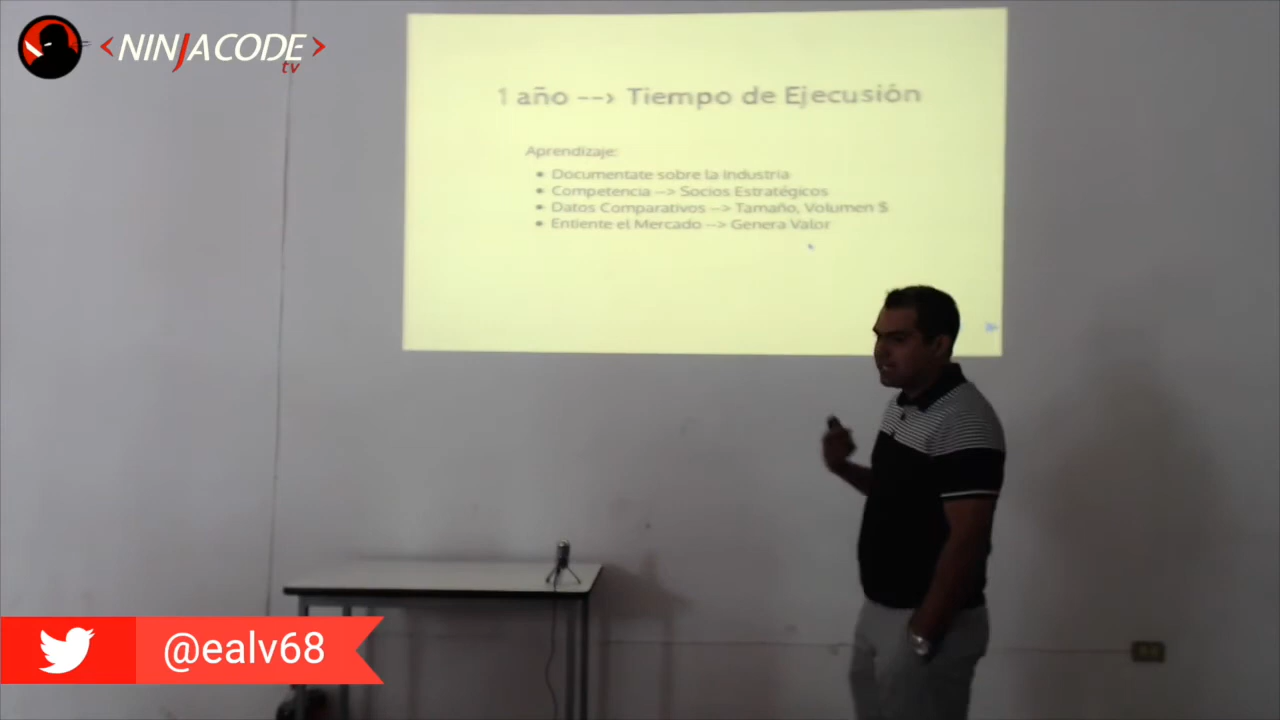 <NINJACODE>
tv
1 año --> Tiempo de Ejecusión
Aprendizaje:
• Documentate sobre la Industria
• Competencia --> Socios Estratégicos
• Datos Comparativos --> Tamaño, Volumen $
• Entiente el Mercado --> Genera Valor
@ealv68